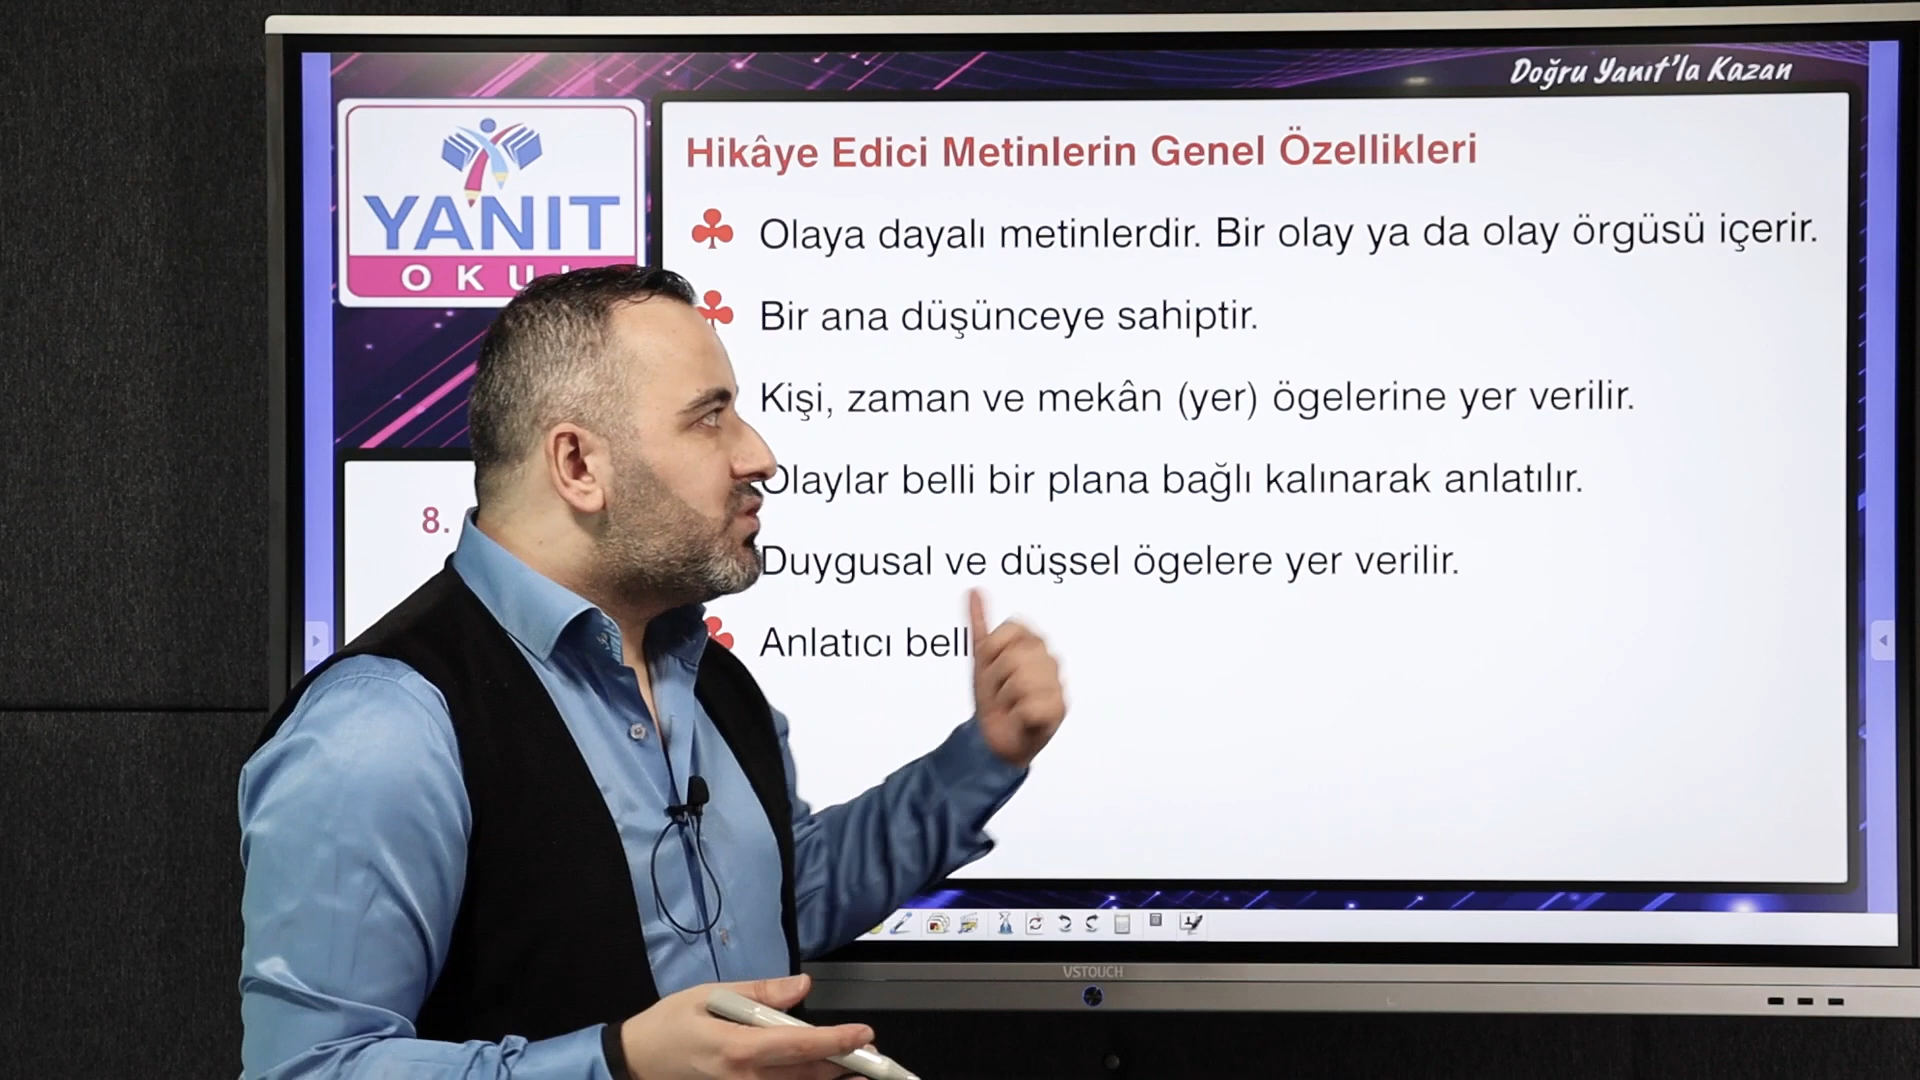 Doğru Yanıt'la Kazan
YANIT
Hikâye Edici Metinlerin Genel Özellikleri
Olaya dayalı metinlerdir. Bir olay ya da olay örgüsü içerir.
Bir ana düşünceye sahiptir.
Kişi, zaman ve mekân (yer) ögelerine yer verilir.
Olaylar belli bir plana bağlı kalınarak anlatılır.
8.
Duygusal ve düşsel ögelere yer verilir.
Anlatıcı
VSTOUCH